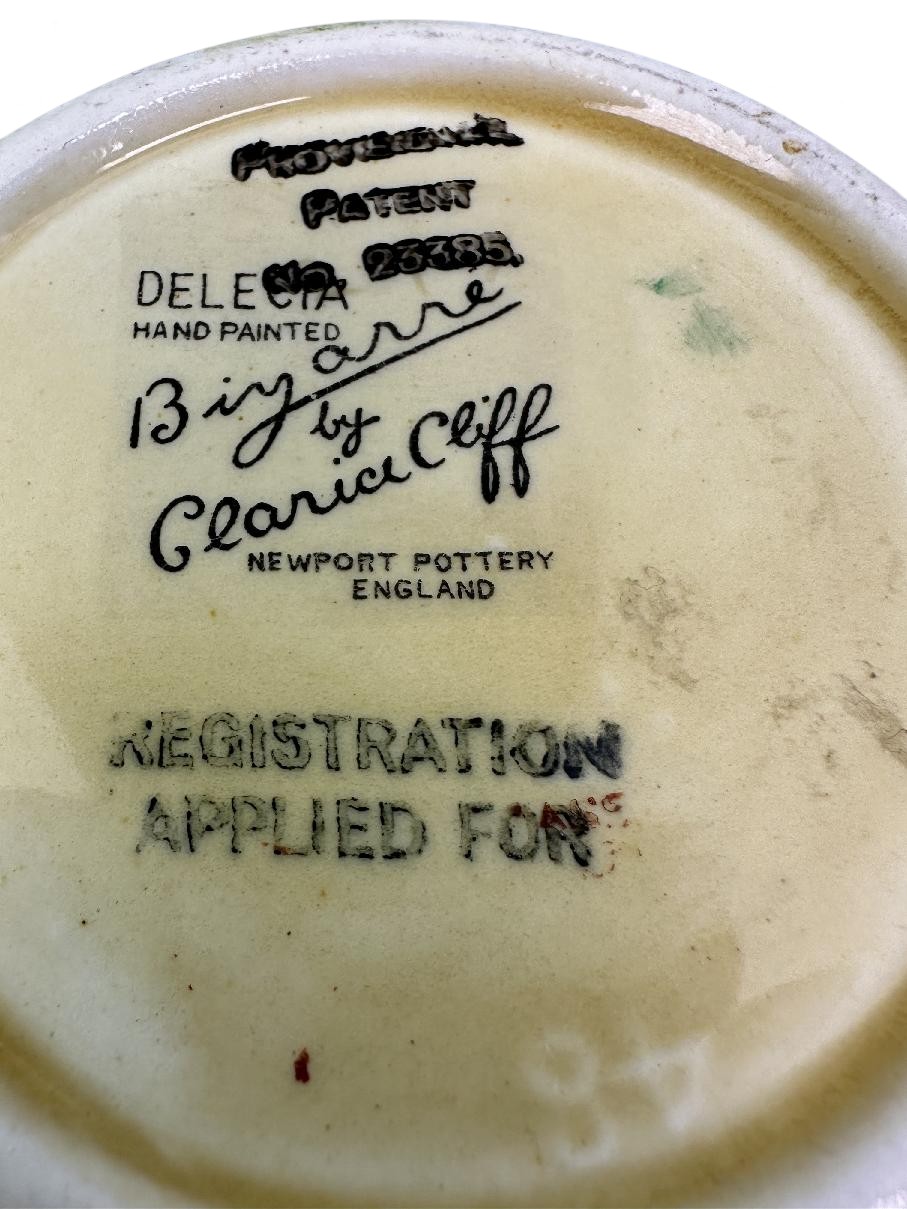 PROVISIONAL
PATENT
No. 23385.
DELECIA
HAND PAINTED
Bizarre
by
Clarice Cliff
NEWPORT POTTERY
ENGLAND
REGISTRATION
APPLIED FOR